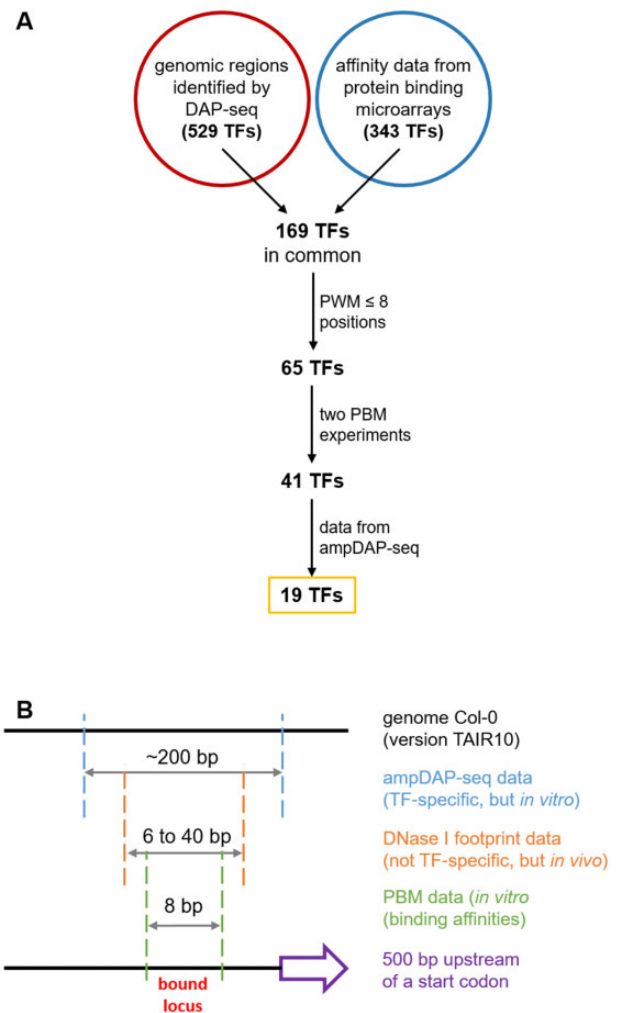 A
genomic regions
identified by
DAP-seq
(529 TFs)
affinity data from
protein binding
microarrays
(343 TFs)
169 TFs
in common
PWM ≤ 8
positions
65 TFs
two PBM
experiments
41 TFs
data from
ampDAP-seq
19 TFs
B
genome Col-0
(version TAIR10)
~200 bp
ampDAP-seq data
(TF-specific, but in vitro)
6 to 40 bp
DNase I footprint data
(not TF-specific, but in vivo)
8 bp
PBM data (in vitro
(binding affinities)
500 bp upstream
of a start codon
bound
locus